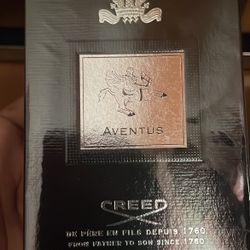 AVENTUS
CREED
DE PÈRE EN FILS DEPUIS 1760
FROM FATHER TO SON SINCE 1760